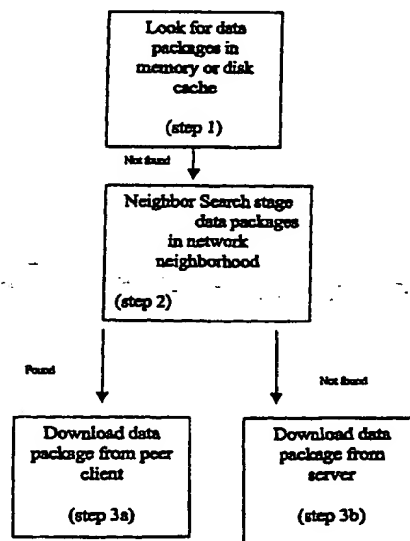 Look for data
packages in
memory or disk
cache
(step 1)
Not found
Neighbor Search stage
data packages
in network
neighborhood
(step 2)
Found
Not found
Download data
package from peer
client
(step 3a)
Download data
package from
server
(step 3b)